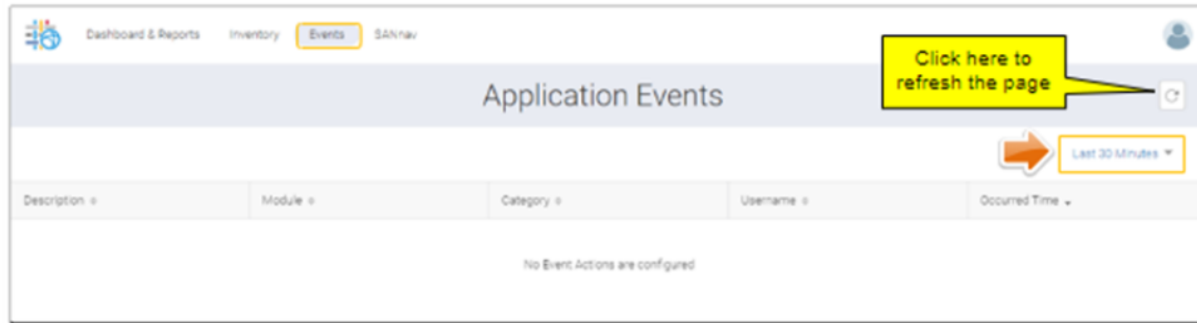 Dashboard & Reports Inventory Events SANnav
Click here to
refresh the page
Application Events
Last 30 Minutes
Description Module Category Username Occurred Time
No Event Actions are configured